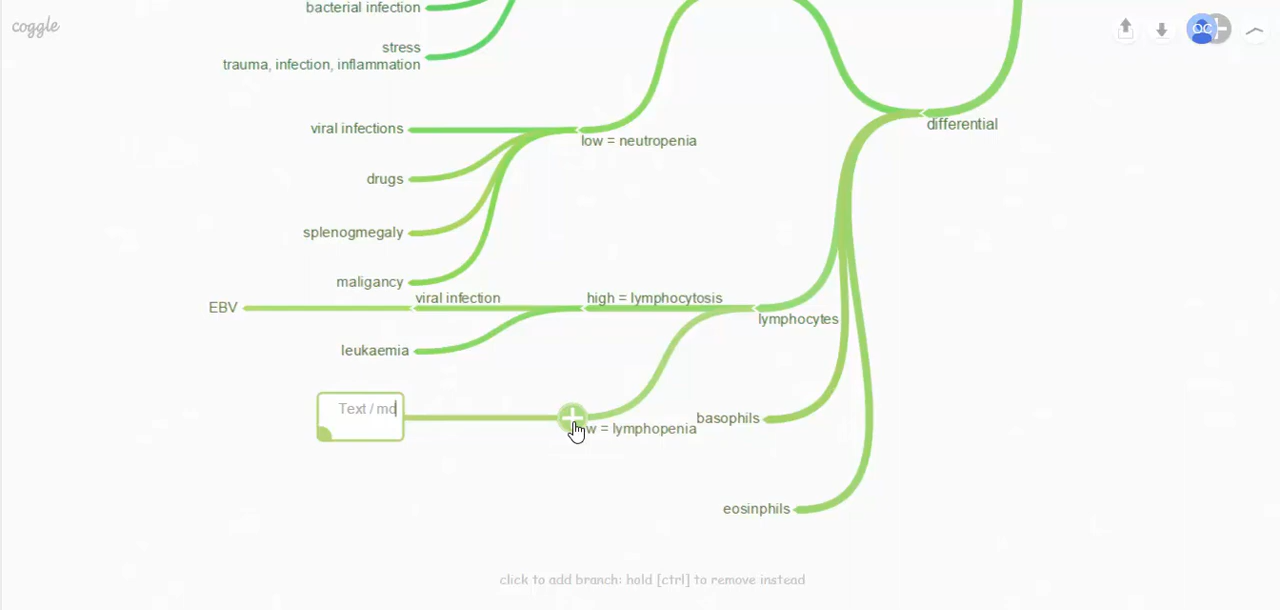 coggle
bacterial infection
stress
trauma, infection, inflammation
OC
differential
viral infections
low = neutropenia
drugs
splenogmegaly
maligancy
viral infection
high = lymphocytosis
EBV
lymphocytes
leukaemia
Text / md
w = lymphopenia
basophils
eosinphils
click to add branch: hold [ctrl] to remove instead